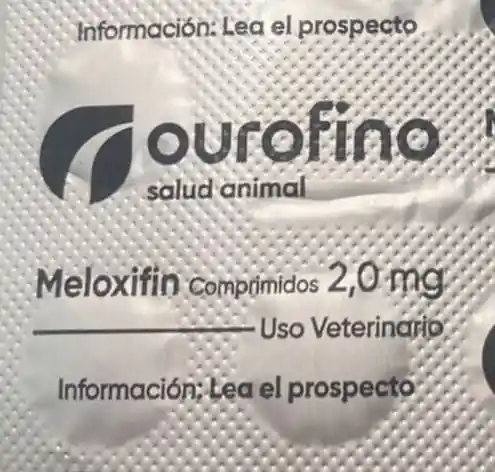 Información: Lea el prospecto
ourofino
salud animal
Meloxifin Comprimidos 2,0 mg
Uso Veterinario
Información: Lea el prospecto